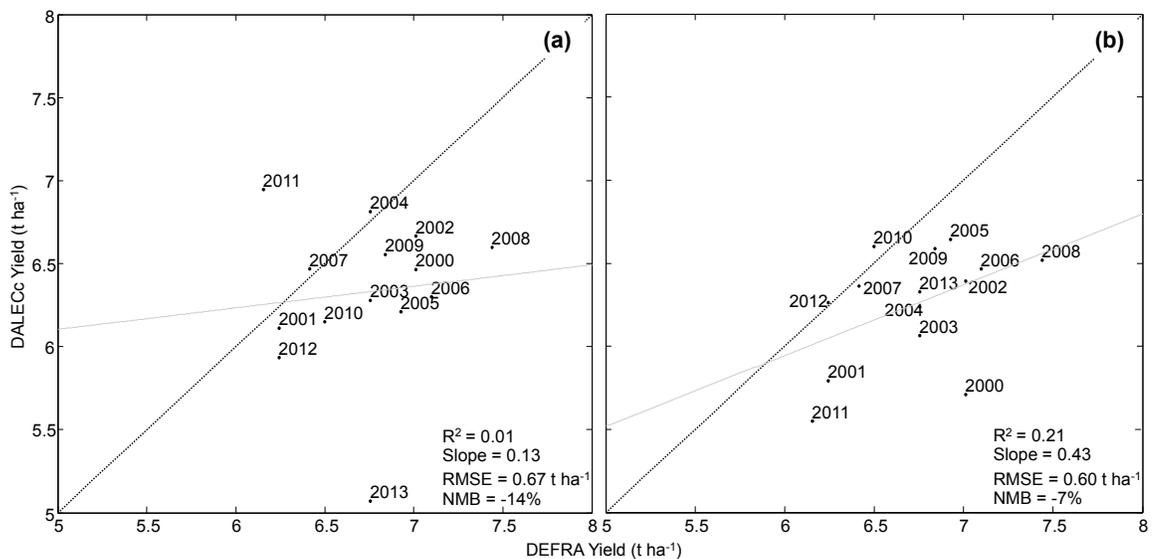 (a)
8
7.5
7
6.5
6
5.5
5
DALECc Yield (t ha-1)
2011
2004
2002
2008
2009
2007
2000
2003
2006
2005
2010
2001
2012
2013
R2 = 0.01
Slope = 0.13
RMSE = 0.67 t ha-1
NMB = -14%
5 5.5 6 6.5 7 7.5 8
(b)
2010
2005
2009
2006
2008
2013
2007
2002
2012
2004
2003
2001
2000
2011
R2 = 0.21
Slope = 0.43
RMSE = 0.60 t ha-1
NMB = -7%
5 5.5 6 6.5 7 7.5 8
DEFRA Yield (t ha-1)